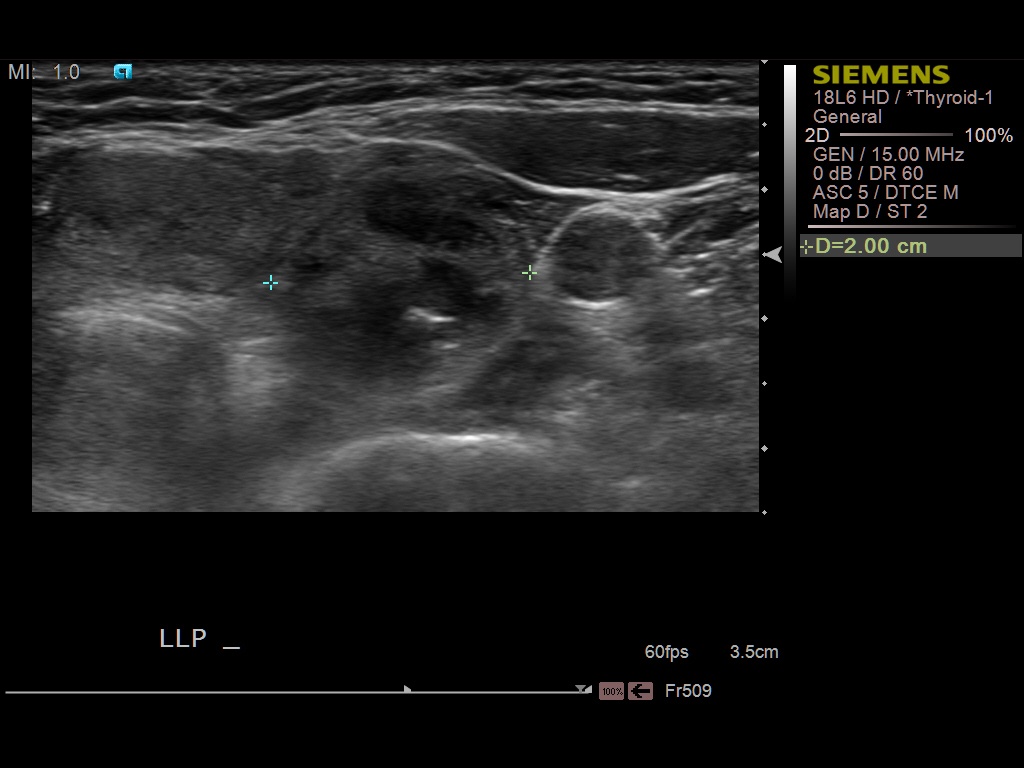 MI: 1.0
SIEMENS
18L6 HD / *Thyroid-1
General
2D 100%
GEN / 15.00 MHz
0 dB / DR 60
ASC 5 / DTCE M
Map D / ST 2
D=2.00 cm
LLP _
60fps 3.5cm
100% Fr509